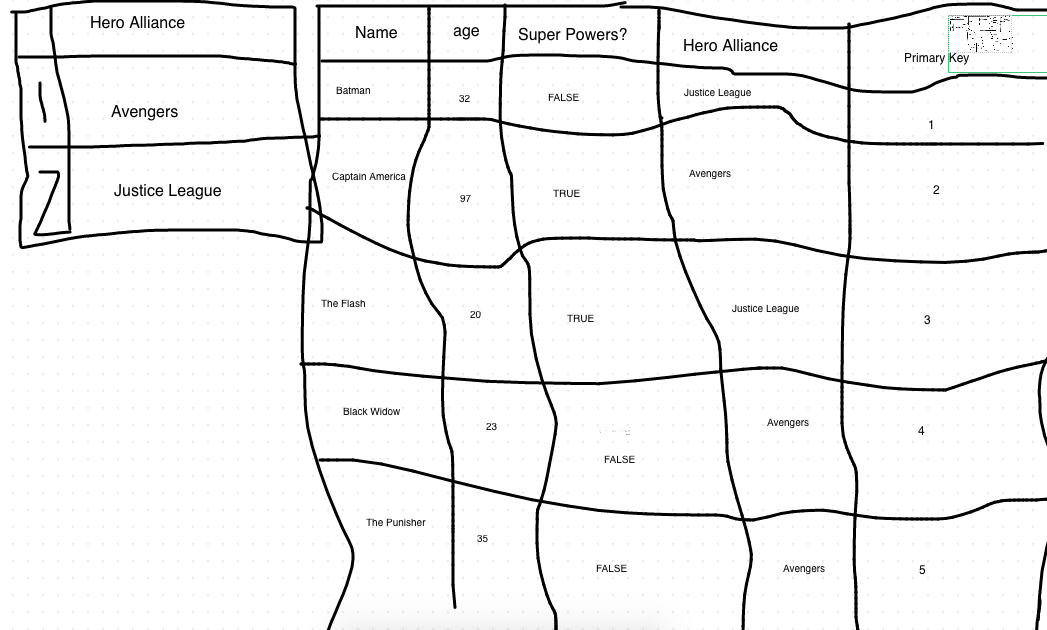 Hero Alliance
1 Avengers
2 Justice League
Name age Super Powers? Hero Alliance Primary Key
Batman 32 FALSE Justice League 1
Captain America 97 TRUE Avengers 2
The Flash 20 TRUE Justice League 3
Black Widow 23 FALSE Avengers 4
The Punisher 35 FALSE Avengers 5